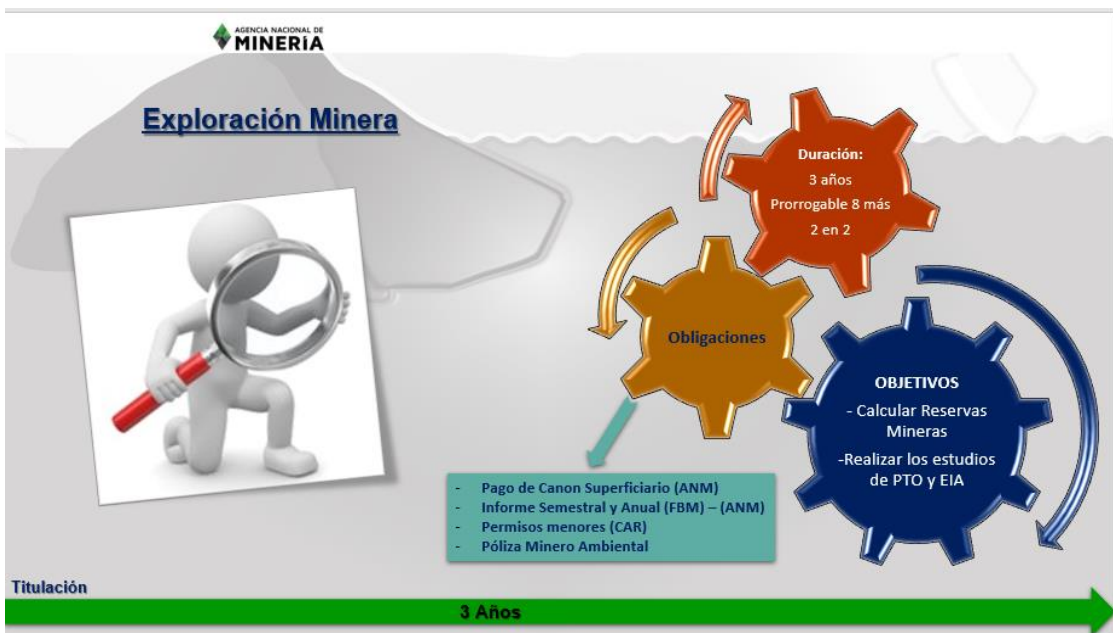 AGENCIA NACIONAL DE
MINERÍA
Exploración Minera
Duración:
3 años
Prorrogable 8 más
2 en 2
Obligaciones
OBJETIVOS
- Calcular Reservas
Mineras
-Realizar los estudios
de PTO y EIA
- Pago de Canon Superficiario (ANM)
- Informe Semestral y Anual (FBM) – (ANM)
- Permisos menores (CAR)
- Póliza Minero Ambiental
Titulación
3 Años